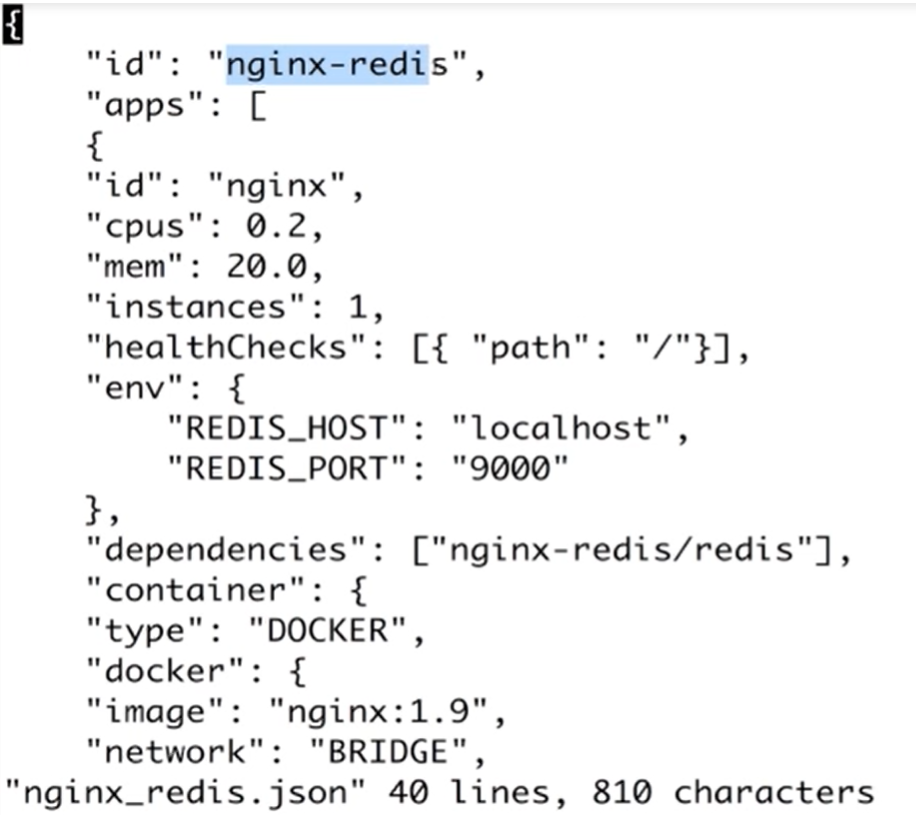 {
"id": "nginx-redis",
"apps": [
{
"id": "nginx",
"cpus": 0.2,
"mem": 20.0,
"instances": 1,
"healthChecks": [{ "path": "/"}],
"env": {
"REDIS_HOST": "localhost",
"REDIS_PORT": "9000"
},
"dependencies": ["nginx-redis/redis"],
"container": {
"type": "DOCKER",
"docker": {
"image": "nginx:1.9",
"network": "BRIDGE",
"nginx_redis.json" 40 lines, 810 characters